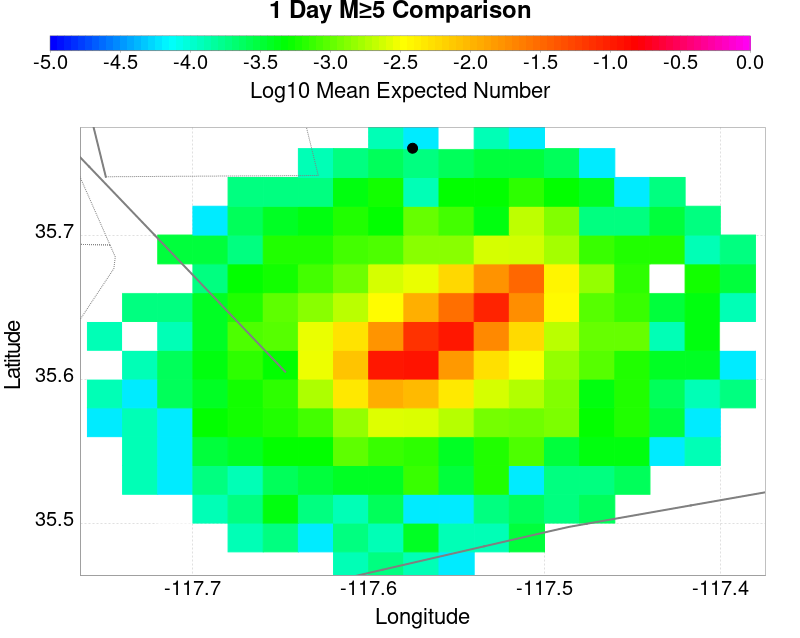 1 Day M≥5 Comparison
-5.0 -4.5 -4.0 -3.5 -3.0 -2.5 -2.0 -1.5 -1.0 -0.5 0.0
Log10 Mean Expected Number
35.7
35.6
35.5
Latitude
-117.7 -117.6 -117.5 -117.4
Longitude